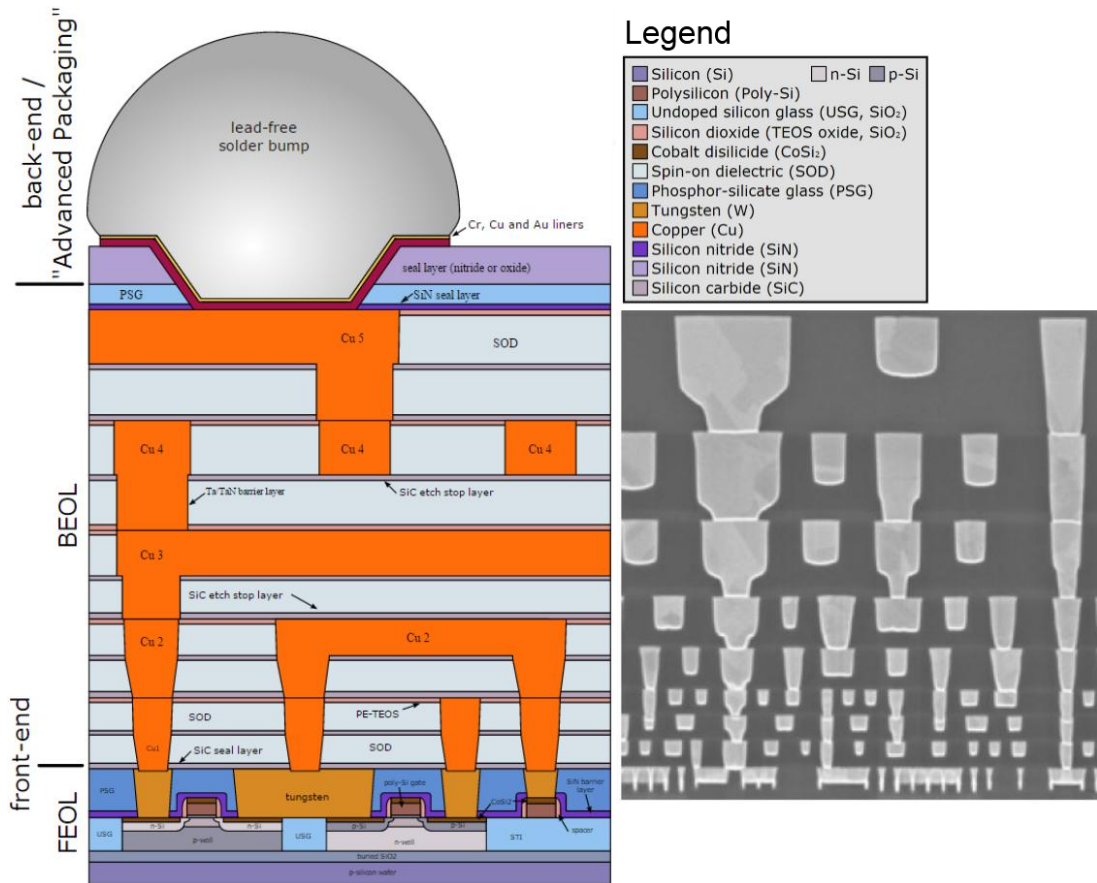 back-end /
"Advanced Packaging"
BEOL
front-end
FEOL
lead-free
solder bump
Cr, Cu and Au liners
seal layer (nitride or oxide)
PSG
SiN seal layer
Cu 5
SOD
Cu 4
Cu 4
Cu 4
Ta/TaN barrier layer
SiC etch stop layer
Cu 3
SiC etch stop layer
Cu 2
Cu 2
SOD
PE-TEOS
Cu1
SiC seal layer
SOD
PSG
tungsten
poly-Si gate
SiN barrier
layer
CoSi2
spacer
USG
n-Si
n-Si
p-well
USG
p-Si
p-Si
n-well
STI
buried SiO2
p-silicon wafer
Legend
Silicon (Si)
n-Si
p-Si
Polysilicon (Poly-Si)
Undoped silicon glass (USG, SiO₂)
Silicon dioxide (TEOS oxide, SiO₂)
Cobalt disilicide (CoSi₂)
Spin-on dielectric (SOD)
Phosphor-silicate glass (PSG)
Tungsten (W)
Copper (Cu)
Silicon nitride (SiN)
Silicon nitride (SiN)
Silicon carbide (SiC)